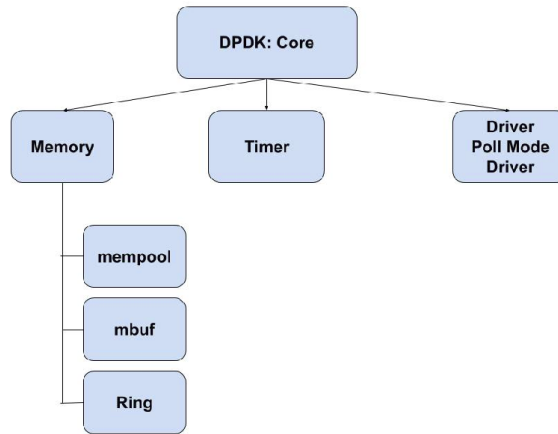 DPDK: Core
Memory
Timer
Driver
Poll Mode
Driver
mempool
mbuf
Ring